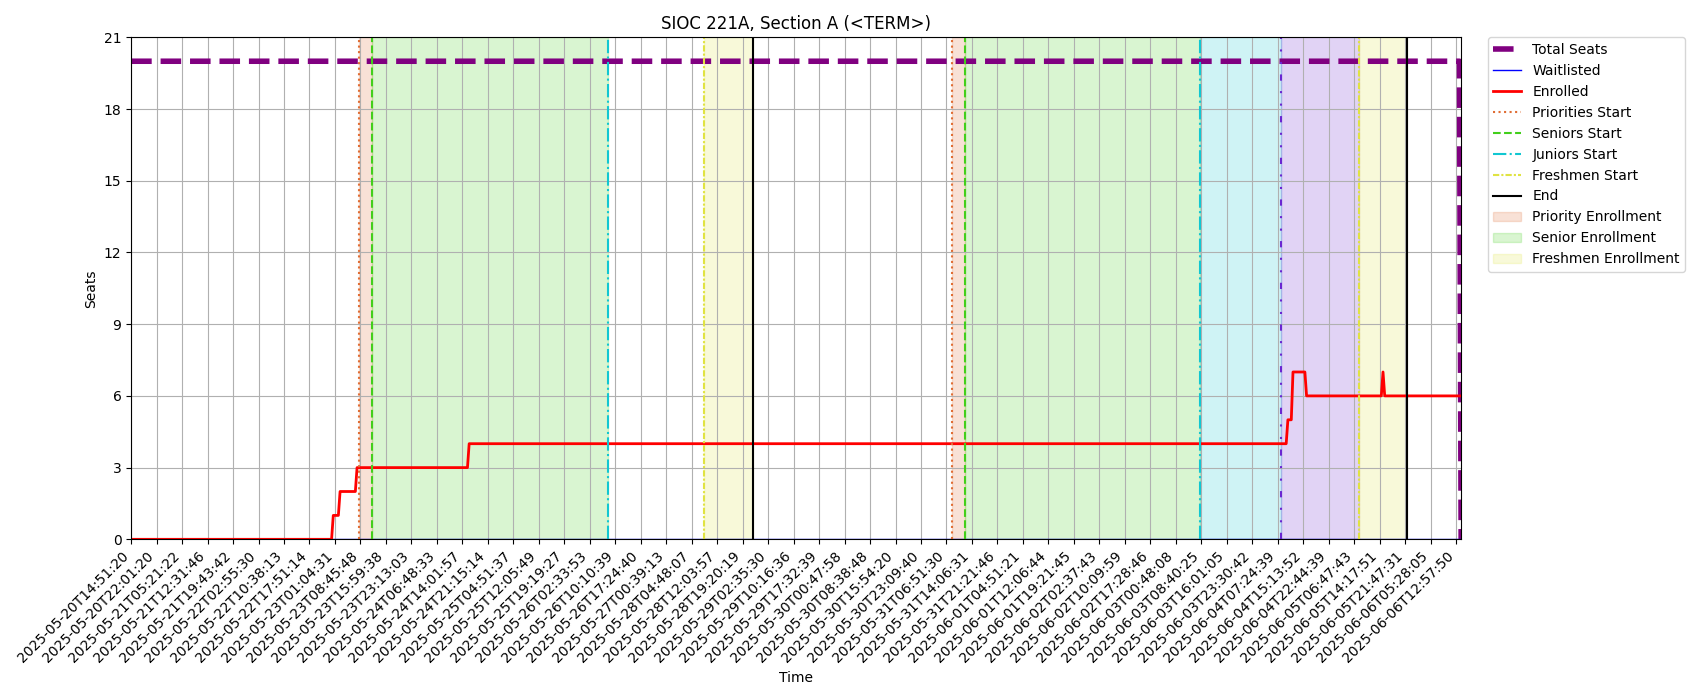 SIOC 221A, Section A (<TERM>)
21
18
15
12
9
6
3
0
Seats
2025-05-20T14:51:20
2025-05-20T22:01:20
2025-05-21T05:21:22
2025-05-21T12:31:46
2025-05-21T19:43:42
2025-05-22T02:55:30
2025-05-22T10:38:13
2025-05-22T17:51:14
2025-05-23T01:04:31
2025-05-23T08:45:48
2025-05-23T15:59:38
2025-05-23T23:13:03
2025-05-24T06:48:33
2025-05-24T14:01:57
2025-05-24T21:15:14
2025-05-25T04:51:37
2025-05-25T12:05:49
2025-05-25T19:19:27
2025-05-26T02:33:53
2025-05-26T10:10:39
2025-05-26T17:24:40
2025-05-27T00:39:13
2025-05-28T04:48:07
2025-05-28T12:03:57
2025-05-28T19:20:19
2025-05-29T02:35:30
2025-05-29T10:16:36
2025-05-29T17:32:39
2025-05-30T00:47:58
2025-05-30T08:38:48
2025-05-30T15:54:20
2025-05-30T23:09:40
2025-05-31T06:51:30
2025-05-31T14:06:31
2025-05-31T21:21:46
2025-06-01T04:51:21
2025-06-01T12:06:44
2025-06-01T19:21:45
2025-06-02T02:37:43
2025-06-02T10:09:59
2025-06-02T17:28:46
2025-06-03T00:48:08
2025-06-03T08:40:25
2025-06-03T16:01:05
2025-06-03T23:30:42
2025-06-04T07:24:39
2025-06-04T15:13:52
2025-06-04T22:44:39
2025-06-05T06:47:43
2025-06-05T14:17:51
2025-06-05T21:47:31
2025-06-06T05:28:05
2025-06-06T12:57:50
Time
Total Seats
Waitlisted
Enrolled
Priorities Start
Seniors Start
Juniors Start
Freshmen Start
End
Priority Enrollment
Senior Enrollment
Freshmen Enrollment